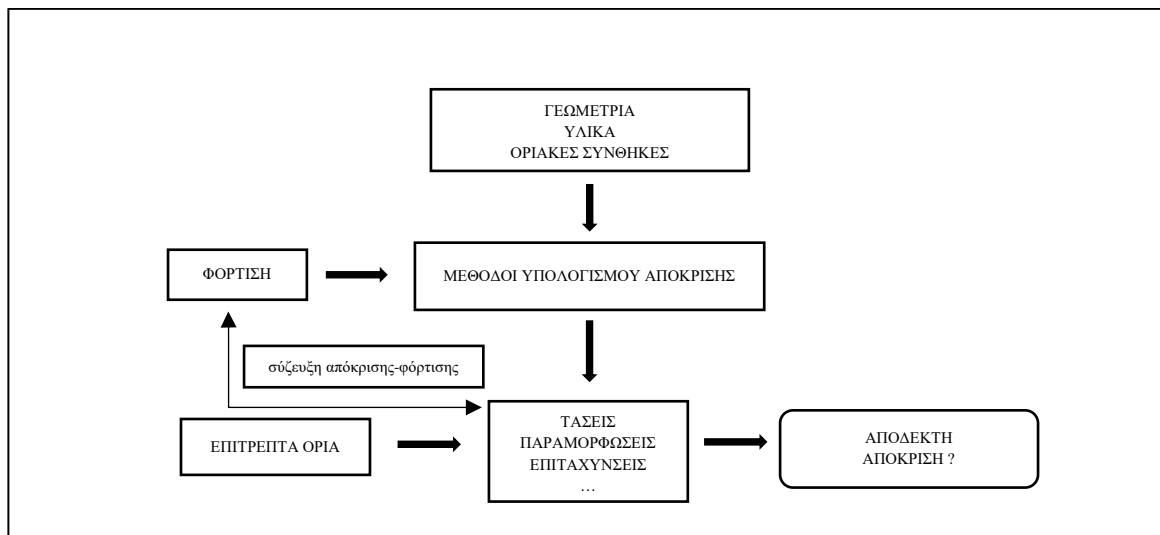 ΓΕΩΜΕΤΡΙΑ
ΥΛΙΚΑ
ΟΡΙΑΚΕΣ ΣΥΝΘΗΚΕΣ
ΦΟΡΤΙΣΗ
ΜΕΘΟΔΟΙ ΥΠΟΛΟΓΙΣΜΟΥ ΑΠΟΚΡΙΣΗΣ
σύζευξη απόκρισης-φόρτισης
ΕΠΙΤΡΕΠΤΑ ΟΡΙΑ
ΤΑΣΕΙΣ
ΠΑΡΑΜΟΡΦΩΣΕΙΣ
ΕΠΙΤΑΧΥΝΣΕΙΣ
…
ΑΠΟΔΕΚΤΗ
ΑΠΟΚΡΙΣΗ ?